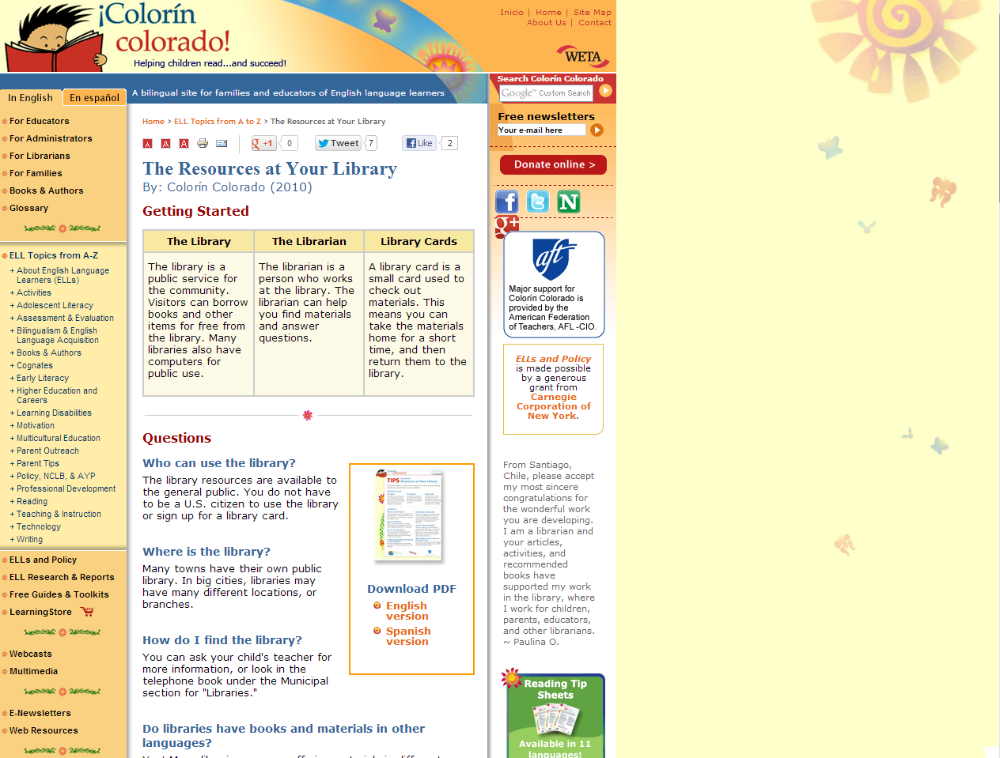 ¡Colorín
colorado!
Helping children read...and succeed!
Inicio | Home | Site Map
About Us | Contact
WETA
In English
En español
A bilingual site for families and educators of English language learners
Search Colorín Colorado
Google™ Custom Search
Free newsletters
Your e-mail here
Donate online >
For Educators
For Administrators
For Librarians
For Families
Books & Authors
Glossary
ELL Topics from A-Z
+ About English Language
Learners (ELLs)
+ Activities
+ Adolescent Literacy
+ Assessment & Evaluation
+ Bilingualism & English
Language Acquisition
+ Books & Authors
+ Cognates
+ Early Literacy
+ Higher Education and
Careers
+ Learning Disabilities
+ Motivation
+ Multicultural Education
+ Parent Outreach
+ Parent Tips
+ Policy, NCLB, & AYP
+ Professional Development
+ Reading
+ Teaching & Instruction
+ Technology
+ Writing
ELLs and Policy
ELL Research & Reports
Free Guides & Toolkits
LearningStore
Webcasts
Multimedia
E-Newsletters
Web Resources
Home > ELL Topics from A to Z > The Resources at Your Library
A A A g +1 0 Tweet 7 f Like 2
The Resources at Your Library
By: Colorín Colorado (2010)
Getting Started
The Library
The library is a
public service for
the community.
Visitors can borrow
books and other
items for free from
the library. Many
libraries also have
computers for
public use.
The Librarian
The librarian is a
person who works
at the library. The
librarian can help
you find materials
and answer
questions.
Library Cards
A library card is a
small card used to
check out
materials. This
means you can
take the materials
home for a short
time, and then
return them to the
library.
Questions
Who can use the library?
The library resources are available to
the general public. You do not have
to be a U.S. citizen to use the library
or sign up for a library card.
Where is the library?
Many towns have their own public
library. In big cities, libraries may
have many different locations, or
branches.
How do I find the library?
You can ask your child's teacher for
more information, or look in the
telephone book under the Municipal
section for "Libraries."
Do libraries have books and materials in other
languages?
TIPS
Resources at Your Library
Download PDF
English
version
Spanish
version
f t N
g+
aft
Major support for
Colorín Colorado is
provided by the
American Federation
of Teachers, AFL -CIO.
ELLs and Policy
is made possible
by a generous
grant from
Carnegie
Corporation of
New York.
From Santiago,
Chile, please accept
my most sincere
congratulations for
the wonderful work
you are developing.
I am a librarian and
your articles,
activities, and
recommended
books have
supported my work
in the library, where
I work for children,
parents, educators,
and other librarians.
~ Paulina O.
Reading Tip
Sheets
Available in 11
languages!